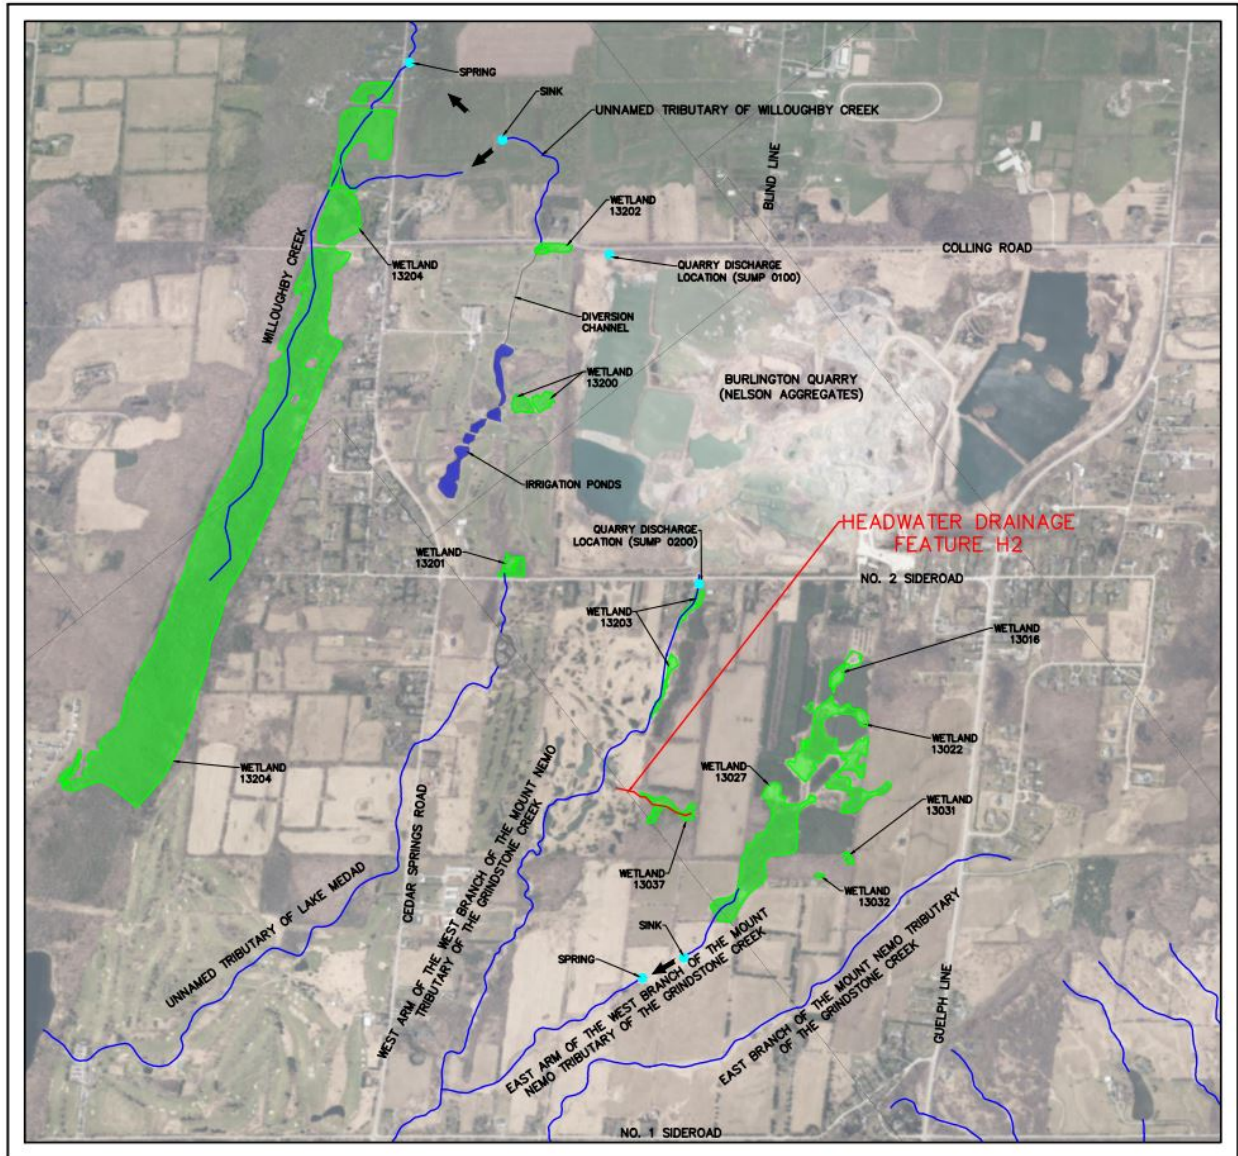 SPRING
SINK
UNNAMED TRIBUTARY OF WILLOUGHBY CREEK
BLIND LINE
WETLAND
13202
COLLING ROAD
WILLOUGHBY CREEK
WETLAND
13204
QUARRY DISCHARGE
LOCATION (SUMP 0100)
DIVERSION
CHANNEL
WETLAND
13200
BURLINGTON QUARRY
(NELSON AGGREGATES)
IRRIGATION PONDS
QUARRY DISCHARGE
LOCATION (SUMP 0200)
HEADWATER DRAINAGE
FEATURE H2
WETLAND
13201
NO. 2 SIDEROAD
WETLAND
13203
WETLAND
13016
WETLAND
13022
WETLAND
13204
WETLAND
13027
WETLAND
13031
CEDAR SPRINGS ROAD
WETLAND
13037
WETLAND
13032
UNNAMED TRIBUTARY OF LAKE MEDAD
WEST ARM OF THE WEST BRANCH OF THE MOUNT NEMO
TRIBUTARY OF THE GRINDSTONE CREEK
SINK
SPRING
EAST ARM OF THE WEST BRANCH OF THE MOUNT
NEMO TRIBUTARY OF THE GRINDSTONE CREEK
EAST BRANCH OF THE MOUNT NEMO TRIBUTARY
OF THE GRINDSTONE CREEK
GUELPH LINE
NO. 1 SIDEROAD